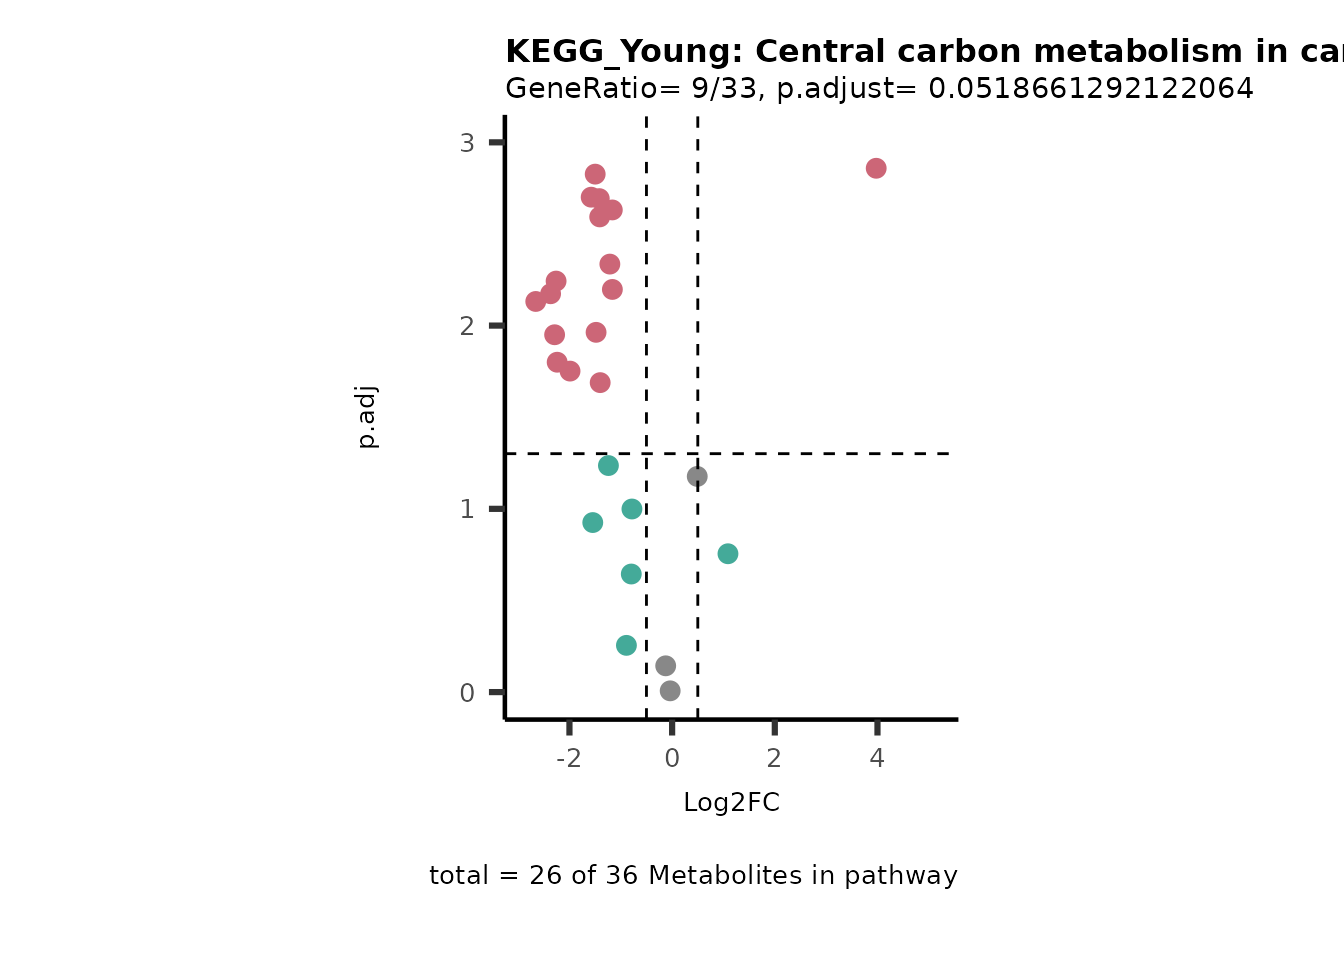 KEGG_Young: Central carbon metabolism in
GeneRatio= 9/33, p.adjust= 0.0518661292122064
3
2
1
0
p.adj
-2 0 2 4
Log2FC
total = 26 of 36 Metabolites in pathway